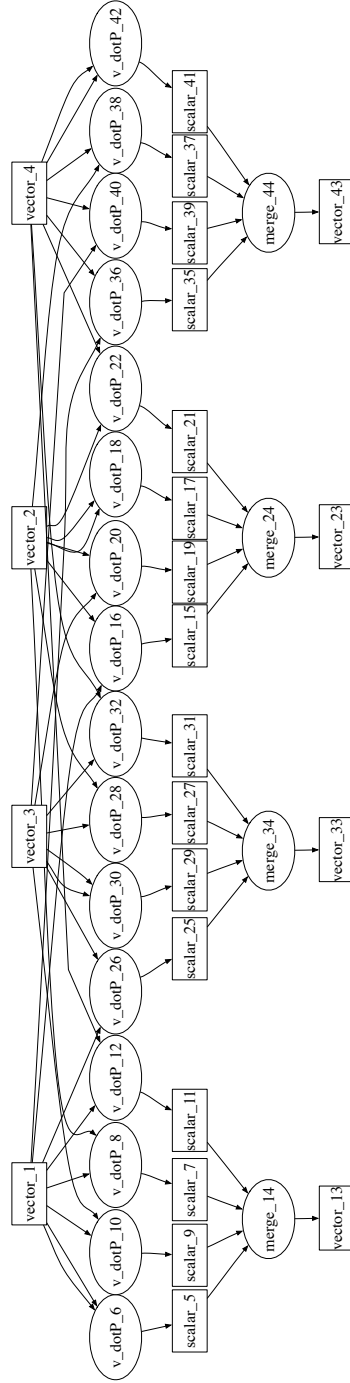 vector_1
vector_3
vector_2
vector_4
v_dotP_6
v_dotP_10
v_dotP_8
v_dotP_12
v_dotP_26
v_dotP_30
v_dotP_28
v_dotP_32
v_dotP_16
v_dotP_20
v_dotP_18
v_dotP_22
v_dotP_36
v_dotP_40
v_dotP_38
v_dotP_42
scalar_5
scalar_9
scalar_7
scalar_11
scalar_25
scalar_29
scalar_27
scalar_31
scalar_15
scalar_19
scalar_17
scalar_21
scalar_35
scalar_39
scalar_37
scalar_41
merge_14
merge_34
merge_24
merge_44
vector_13
vector_33
vector_23
vector_43